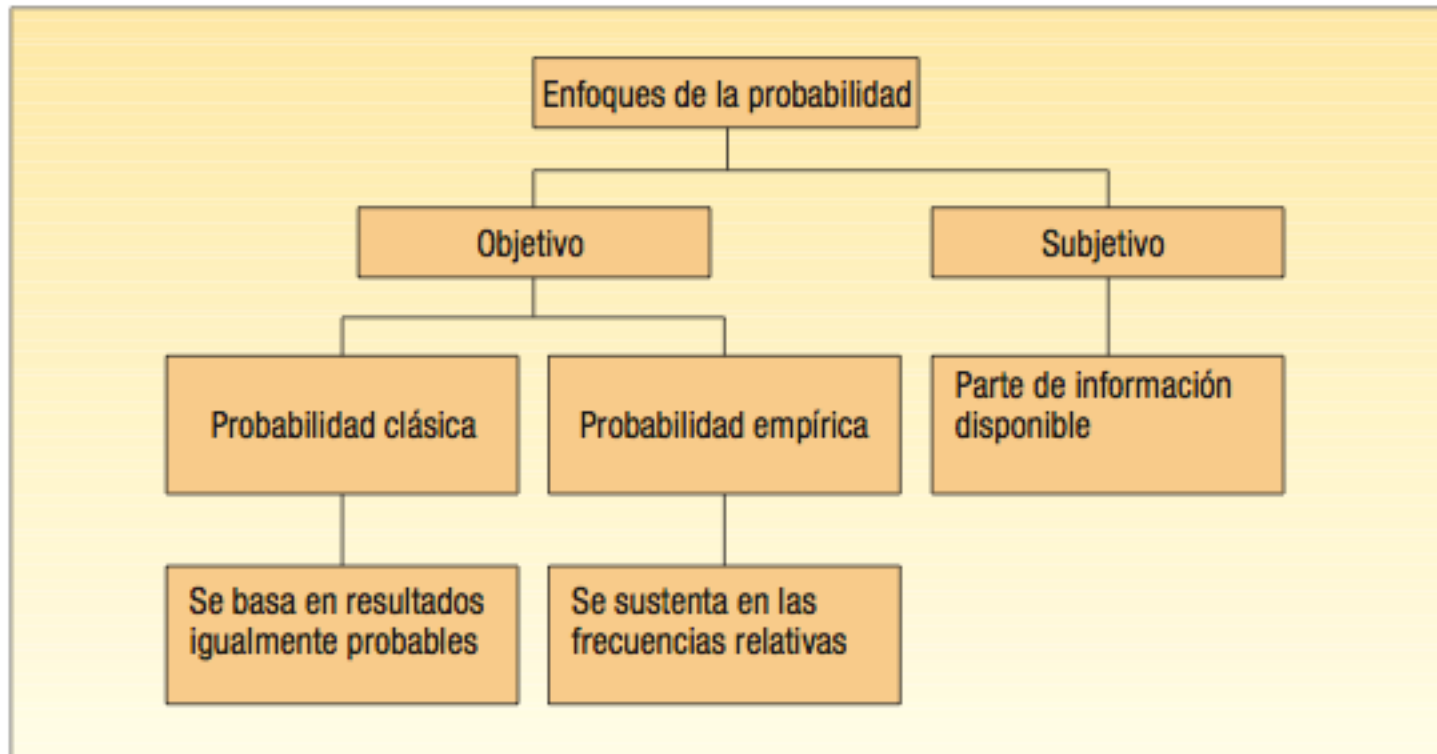 Enfoques de la probabilidad
Objetivo
Subjetivo
Probabilidad clásica
Probabilidad empírica
Parte de información
disponible
Se basa en resultados
igualmente probables
Se sustenta en las
frecuencias relativas